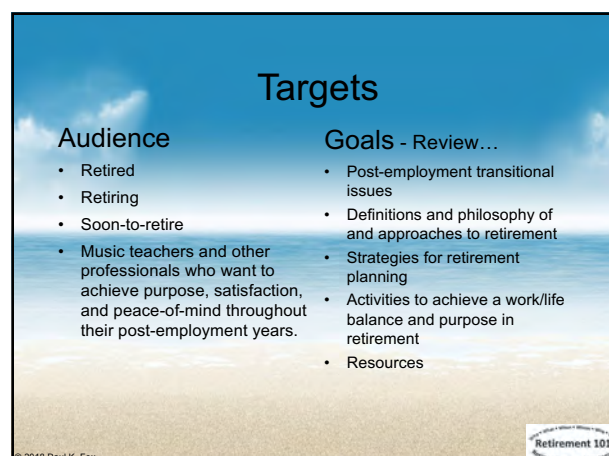 Targets
Audience
• Retired
• Retiring
• Soon-to-retire
• Music teachers and other
professionals who want to
achieve purpose, satisfaction,
and peace-of-mind throughout
their post-employment years.
Goals - Review…
• Post-employment transitional
issues
• Definitions and philosophy of
and approaches to retirement
• Strategies for retirement
planning
• Activities to achieve a work/life
balance and purpose in
retirement
• Resources
Retirement 101